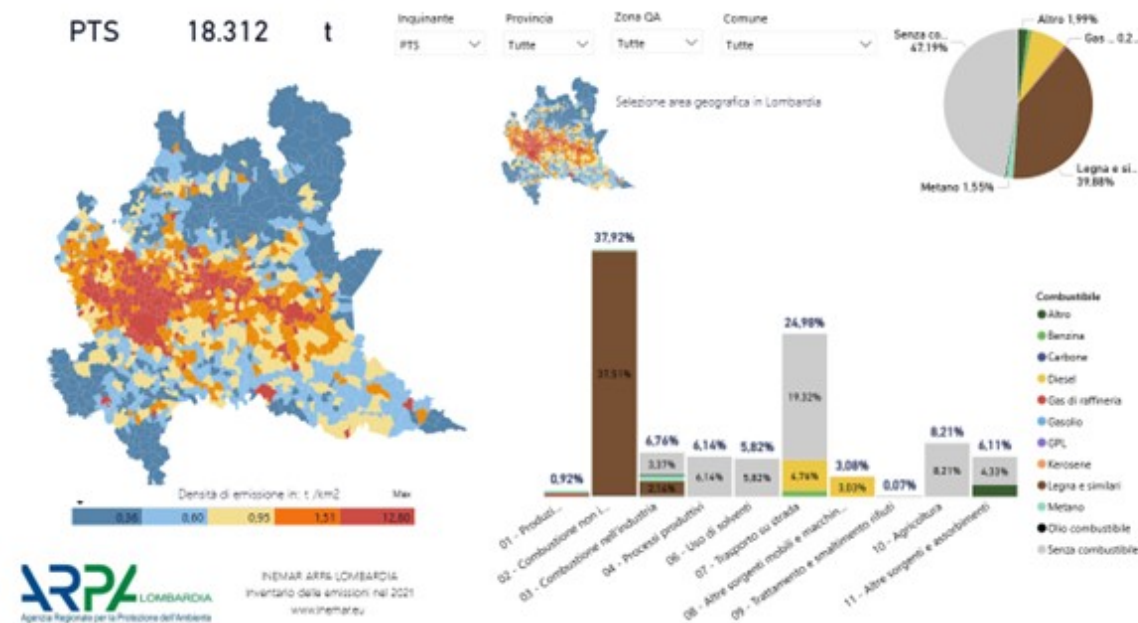 PTS 18.312 t
Inquinante
PTS
Provincia
Tutte
Zona QA
Tutte
Comune
Tutte
Selezione area geografica in Lombardia
Altro 1,99%
Gas ... 0,2...
Senza co...
47,19%
Metano 1,55%
Legna e si...
39,88%
Densità di emissione in: t /km2
Max
0,36 0,60 0,95 1,51 12,80
ARPA LOMBARDIA
Agenzia Regionale per la Protezione dell'Ambiente
INEMAR ARPA LOMBARDIA
Inventario delle emissioni nel 2021
www.inemar.eu
0,92%
37,92%
37,51%
6,76%
3,37%
2,14%
6,14%
6,14%
5,82%
5,82%
24,98%
19,32%
4,76%
3,08%
3,03%
0,07%
8,21%
8,21%
6,11%
4,33%
01 - Produzi...
02 - Combustione non i...
03 - Combustione nell'industria
04 - Processi produttivi
06 - Uso di solventi
07 - Trasporto su strada
08 - Altre sorgenti mobili e macchin...
09 - Trattamento e smaltimento rifiuti
10 - Agricoltura
11 - Altre sorgenti e assorbimenti
Combustibile
Altro
Benzina
Carbone
Diesel
Gas di raffineria
Gasolio
GPL
Kerosene
Legna e similari
Metano
Olio combustibile
Senza combustibile